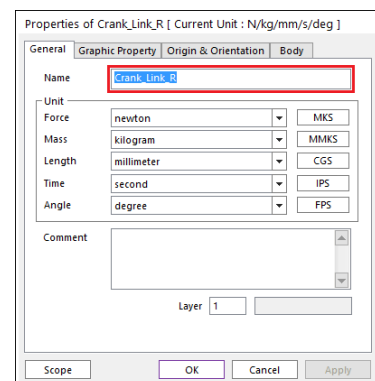 Properties of Crank_Link_R [ Current Unit : N/kg/mm/s/deg ]
General Graphic Property Origin & Orientation Body
Name Crank_Link_R
Unit
Force newton MKS
Mass kilogram MMKS
Length millimeter CGS
Time second IPS
Angle degree FPS
Comment
Layer 1
Scope OK Cancel Apply